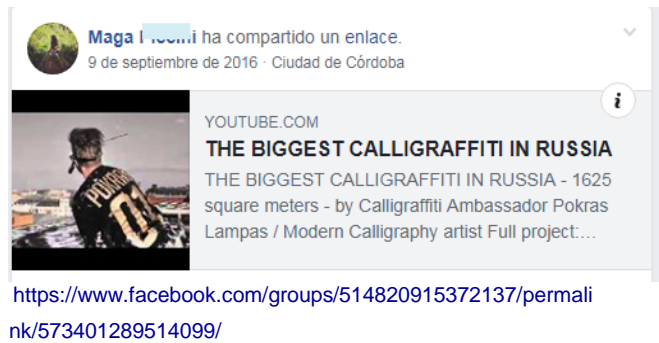 Maga ha compartido un enlace.
9 de septiembre de 2016 · Ciudad de Córdoba
i
YOUTUBE.COM
THE BIGGEST CALLIGRAFFITI IN RUSSIA
THE BIGGEST CALLIGRAFFITI IN RUSSIA - 1625
square meters - by Calligraffiti Ambassador Pokras
Lampas / Modern Calligraphy artist Full project:...
POKRAS
01
https://www.facebook.com/groups/514820915372137/permali
nk/573401289514099/